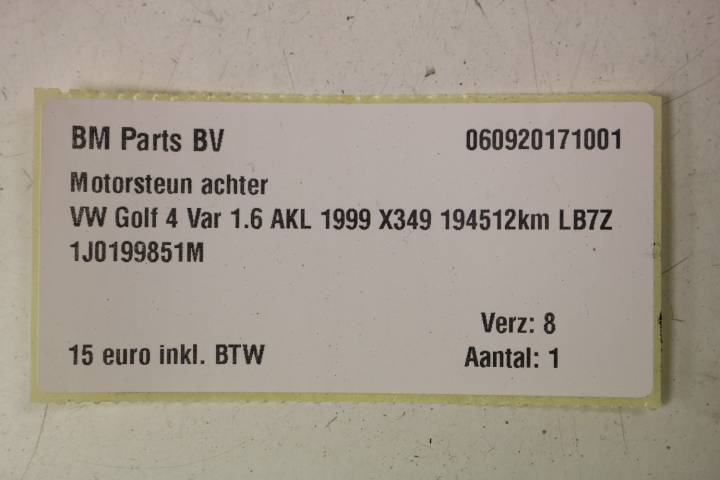 BM Parts BV 060920171001
Motorsteun achter
VW Golf 4 Var 1.6 AKL 1999 X349 194512km LB7Z
1J0199851M
Verz: 8
15 euro inkl. BTW Aantal: 1